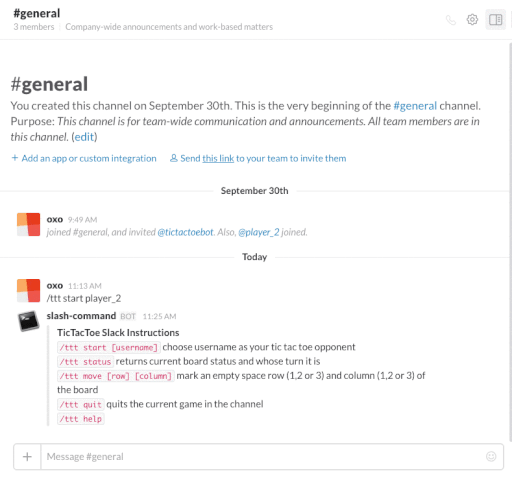 #general
3 members | Company-wide announcements and work-based matters
#general
You created this channel on September 30th. This is the very beginning of the #general channel.
Purpose: This channel is for team-wide communication and announcements. All team members are in
this channel. (edit)
+ Add an app or custom integration Send this link to your team to invite them
September 30th
oxo 9:49 AM
joined #general, and invited @tictactoebot. Also, @player_2 joined.
Today
oxo 11:13 AM
/ttt start player_2
slash-command BOT 11:25 AM
TicTacToe Slack Instructions
/ttt start [username] choose username as your tic tac toe opponent
/ttt status returns current board status and whose turn it is
/ttt move [row] [column] mark an empty space row (1,2 or 3) and column (1,2 or 3) of
the board
/ttt quit quits the current game in the channel
/ttt help
+ Message #general